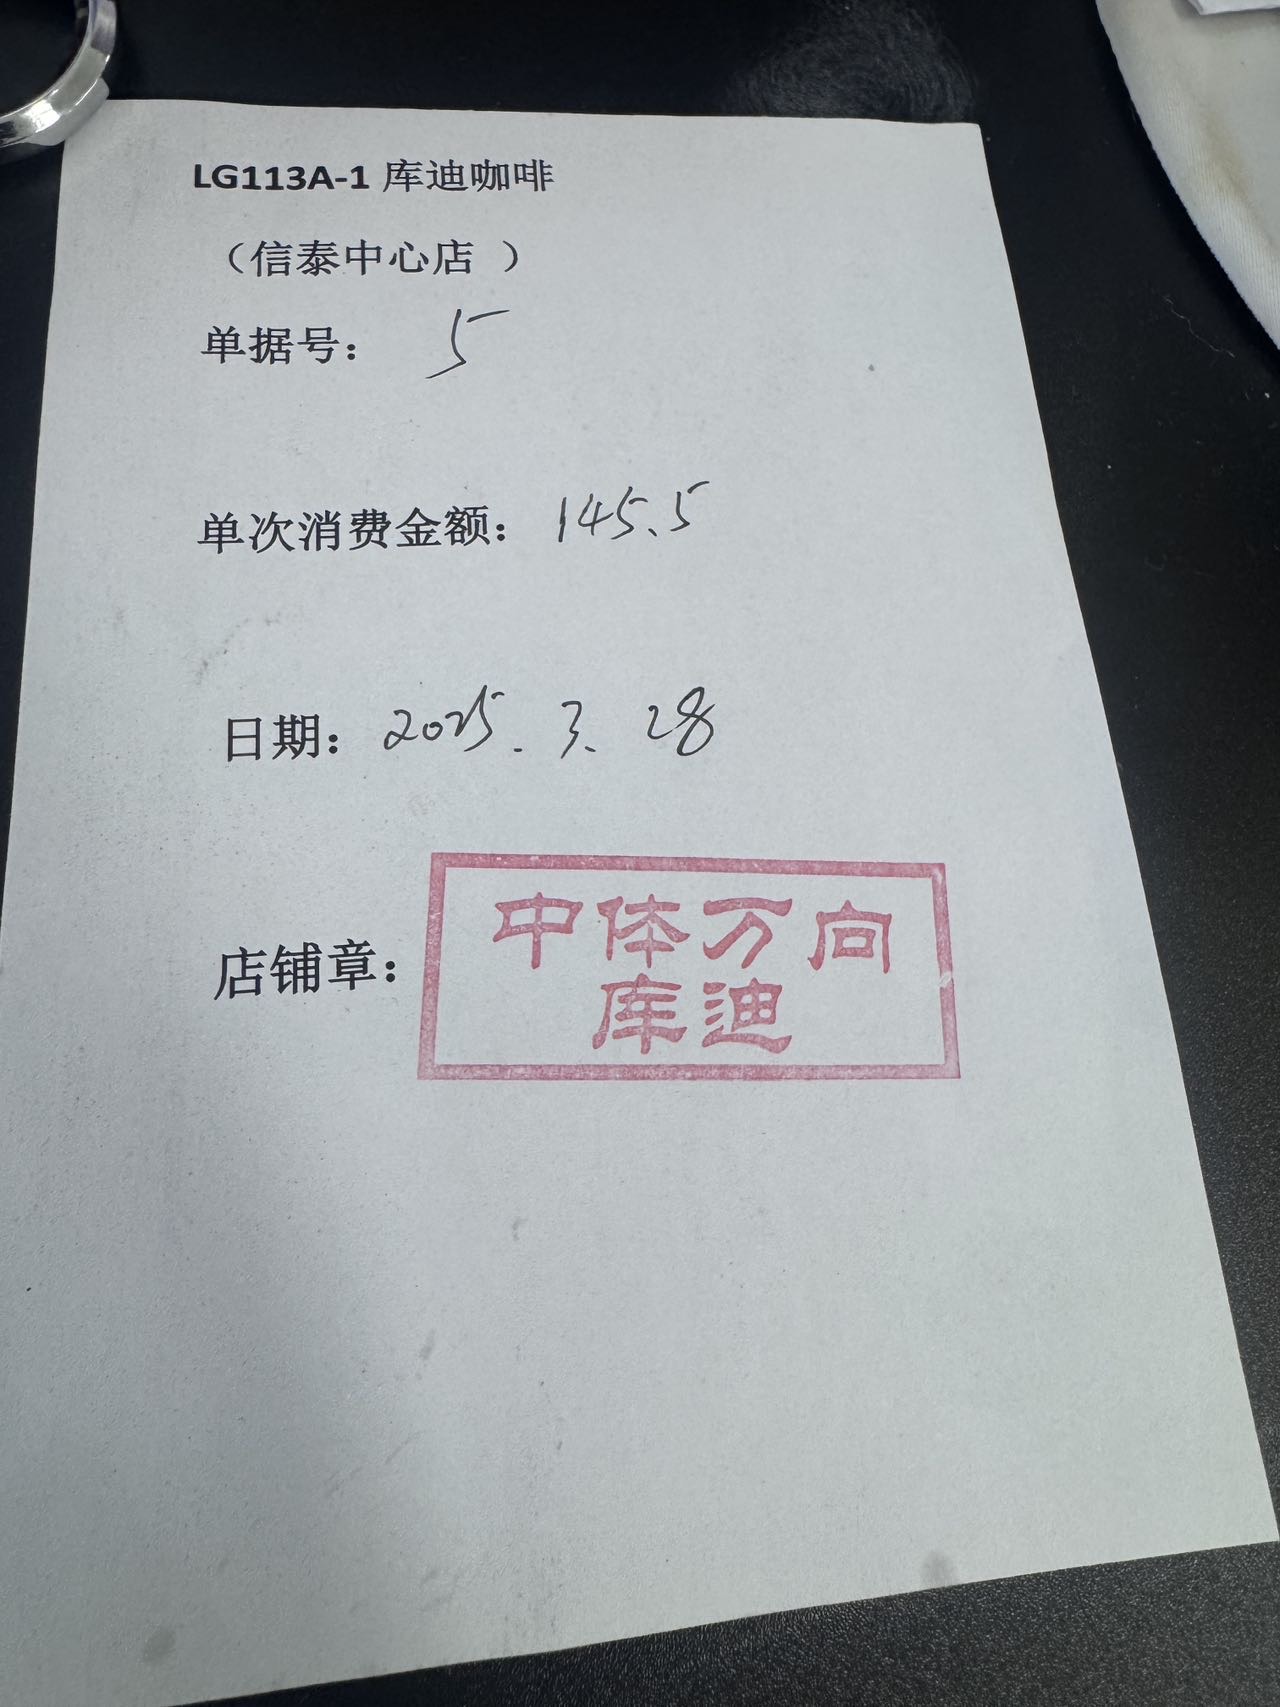 LG113A-1 库迪咖啡
（信泰中心店 ）
单据号： 5
单次消费金额： 145.5
日期： 2025.3.28
店铺章：
中体万向
库迪